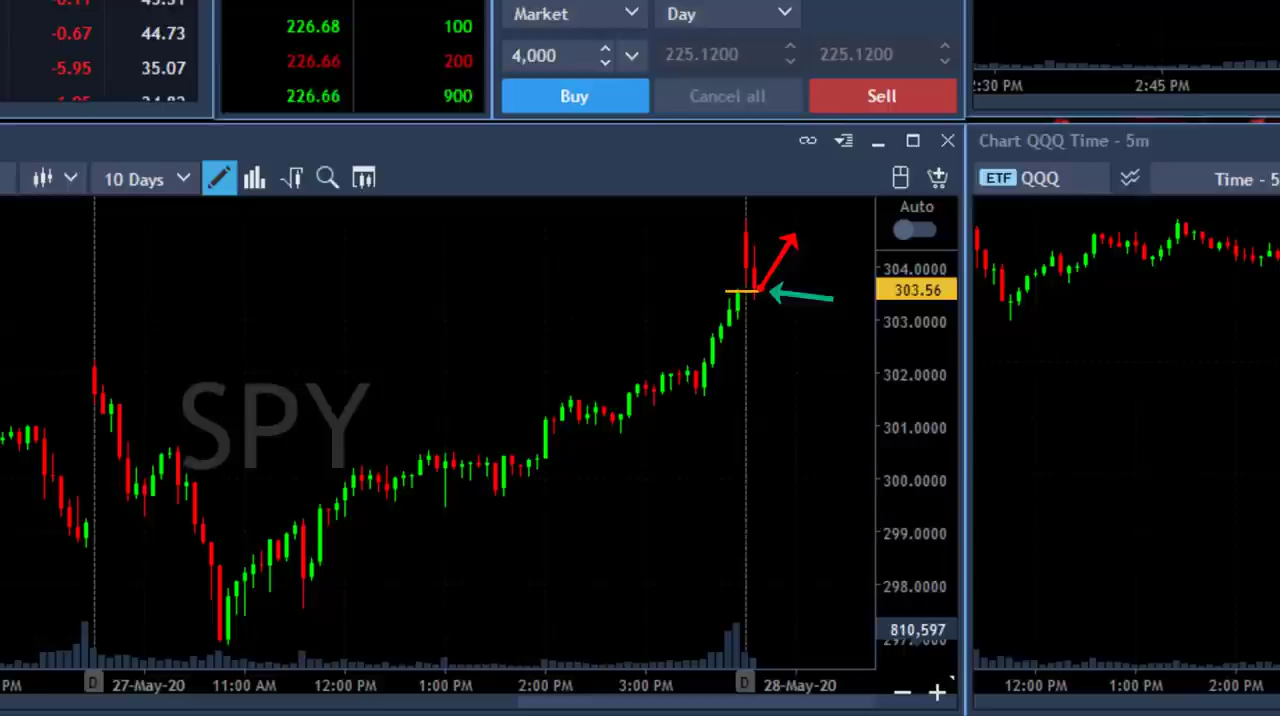 -0.67 44.73
-5.95 35.07
226.68 100
226.66 200
226.66 900
Market Day
4,000 225.1200 225.1200
Buy Cancel all Sell
2:30 PM 2:45 PM
10 Days
Auto
304.0000
303.56
303.0000
302.0000
301.0000
300.0000
299.0000
298.0000
810,597
SPY
PM D 27-May-20 11:00 AM 12:00 PM 1:00 PM 2:00 PM 3:00 PM D 28-May-20
Chart QQQ Time - 5m
ETF QQQ Time - 5
12:00 PM 1:00 PM 2:00 PM